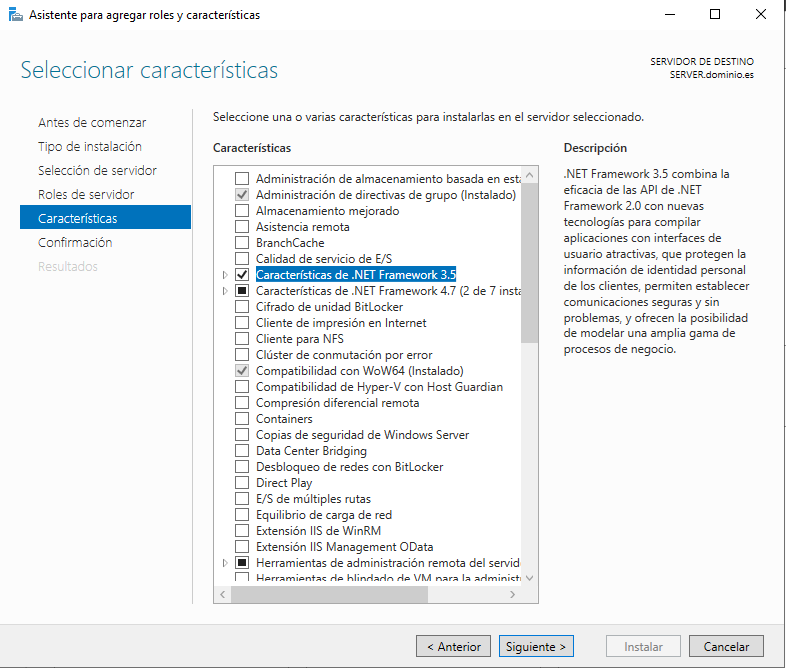 Asistente para agregar roles y características
Seleccionar características
SERVIDOR DE DESTINO
SERVER.dominio.es
Antes de comenzar
Tipo de instalación
Selección de servidor
Roles de servidor
Características
Confirmación
Resultados
Seleccione una o varias características para instalarlas en el servidor seleccionado.
Características
Administración de almacenamiento basada en está
Administración de directivas de grupo (Instalado)
Almacenamiento mejorado
Asistencia remota
BranchCache
Calidad de servicio de E/S
Características de .NET Framework 3.5
Características de .NET Framework 4.7 (2 de 7 insta
Cifrado de unidad BitLocker
Cliente de impresión en Internet
Cliente para NFS
Clúster de conmutación por error
Compatibilidad con WoW64 (Instalado)
Compatibilidad de Hyper-V con Host Guardian
Compresión diferencial remota
Containers
Copias de seguridad de Windows Server
Data Center Bridging
Desbloqueo de redes con BitLocker
Direct Play
E/S de múltiples rutas
Equilibrio de carga de red
Extensión IIS de WinRM
Extensión IIS Management OData
Herramientas de administración remota del servid
Herramientas de blindado de VM para la administr
Descripción
.NET Framework 3.5 combina la
eficacia de las API de .NET
Framework 2.0 con nuevas
tecnologías para compilar
aplicaciones con interfaces de
usuario atractivas, que protegen la
información de identidad personal
de los clientes, permiten establecer
comunicaciones seguras y sin
problemas, y ofrecen la posibilidad
de modelar una amplia gama de
procesos de negocio.
< Anterior
Siguiente >
Instalar
Cancelar